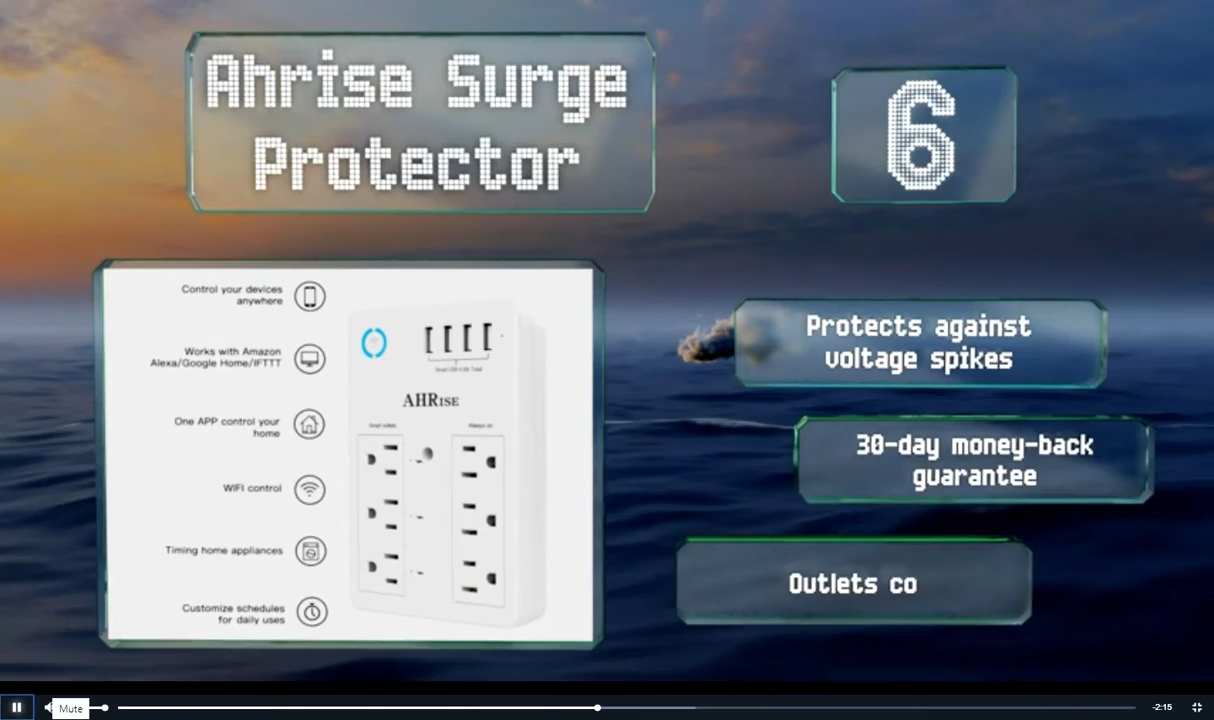 Ahrise Surge
Protector
6
Control your devices
anywhere
Works with Amazon
Alexa/Google Home/IFTTT
One APP control your
home
WIFI control
Timing home appliances
Customize schedules
for daily uses
AHRISE
Protects against
voltage spikes
30-day money-back
guarantee
Outlets co
Mute
-2:15